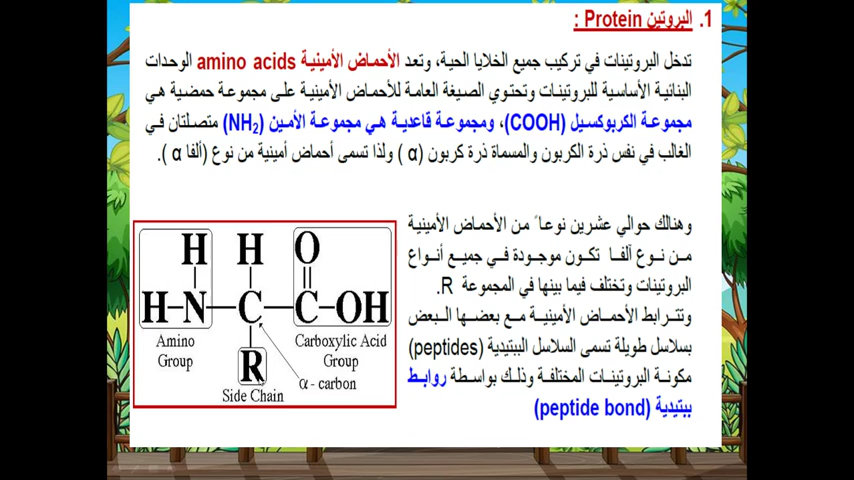 1. البروتين Protein :
تدخل البروتينات في تركيب جميع الخلايا الحية، وتعد الأحماض الأمينية amino acids الوحدات
البنائية الأساسية للبروتينات وتحتوي الصيغة العامة للأحماض الأمينية على مجموعة حمضية هي
مجموعة الكربوكسيل (COOH)، ومجموعة قاعدية هي مجموعة الأمين (NH₂) متصلتان في
الغالب في نفس ذرة الكربون والمسماة ذرة كربون (α ) ولذا تسمى أحماض أمينية من نوع (ألفا α ).
وهنالك حوالي عشرين نوعاً من الأحماض الأمينية
من نوع آلفا تكون موجودة في جميع أنواع
البروتينات وتختلف فيما بينها في المجموعة R.
وتترابط الأحماض الأمينية مع بعضها البعض
بسلاسل طويلة تسمى السلاسل الببتيدية (peptides)
مكونة البروتينات المختلفة وذلك بواسطة روابط
ببتيدية (peptide bond)
H H O
H–N–C–C–OH
R
Amino
Group
Carboxylic Acid
Group
α - carbon
Side Chain